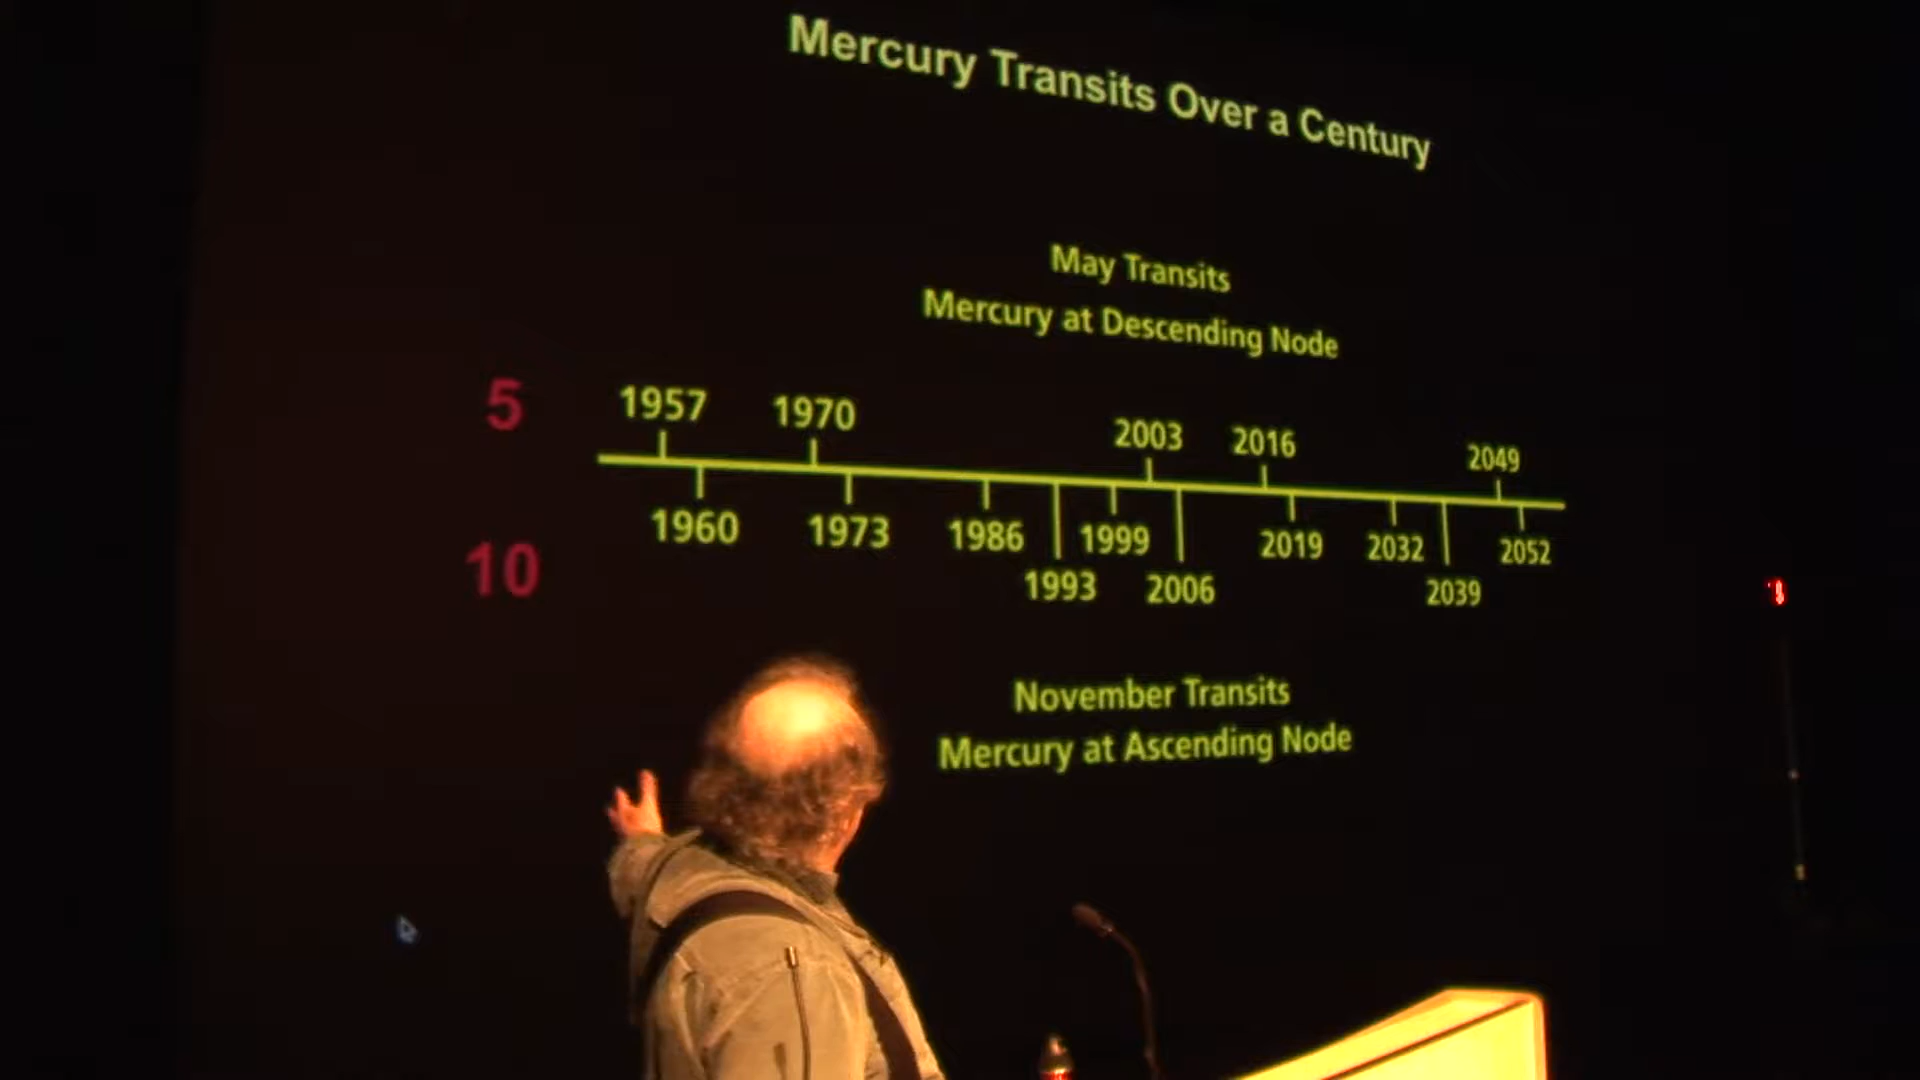 Mercury Transits Over a Century
May Transits
Mercury at Descending Node
5
1957 1970 2003 2016 2049
1960 1973 1986 1999 2019 2032 2052
10
1993 2006 2039
November Transits
Mercury at Ascending Node